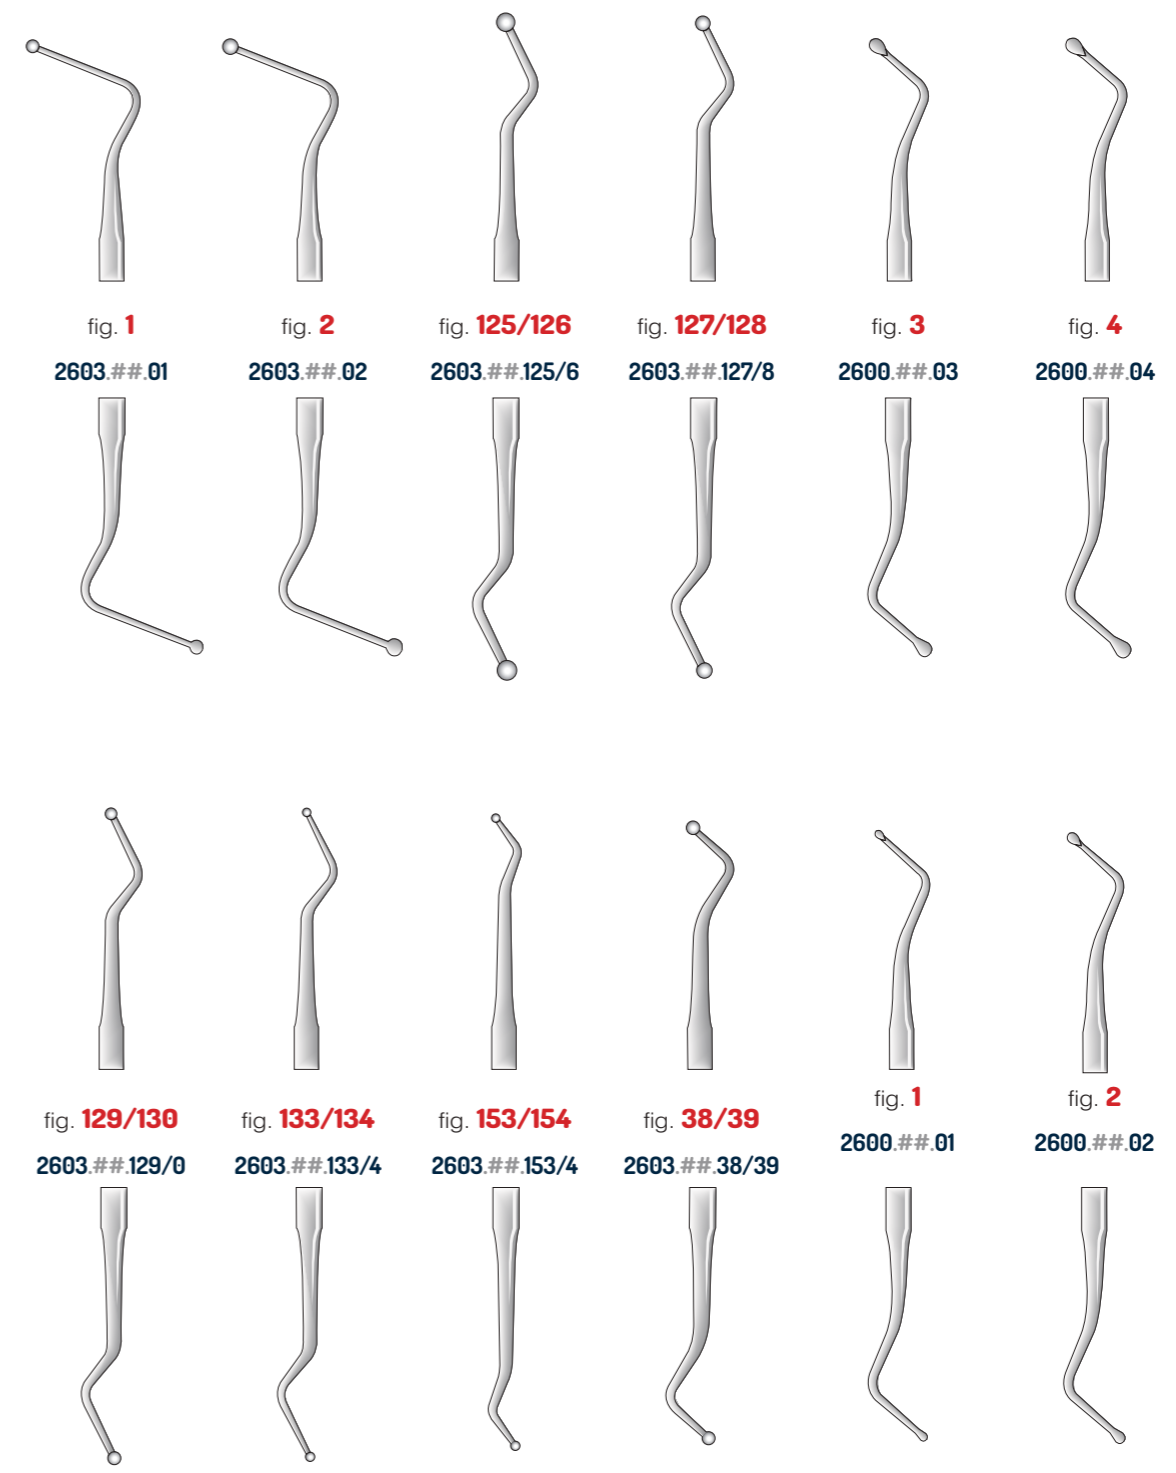 fig. 1
2603.##.01
fig. 2
2603.##.02
fig. 125/126
2603.##.125/6
fig. 127/128
2603.##.127/8
fig. 3
2600.##.03
fig. 4
2600.##.04
fig. 129/130
2603.##.129/0
fig. 133/134
2603.##.133/4
fig. 153/154
2603.##.153/4
fig. 38/39
2603.##.38/39
fig. 1
2600.##.01
fig. 2
2600.##.02